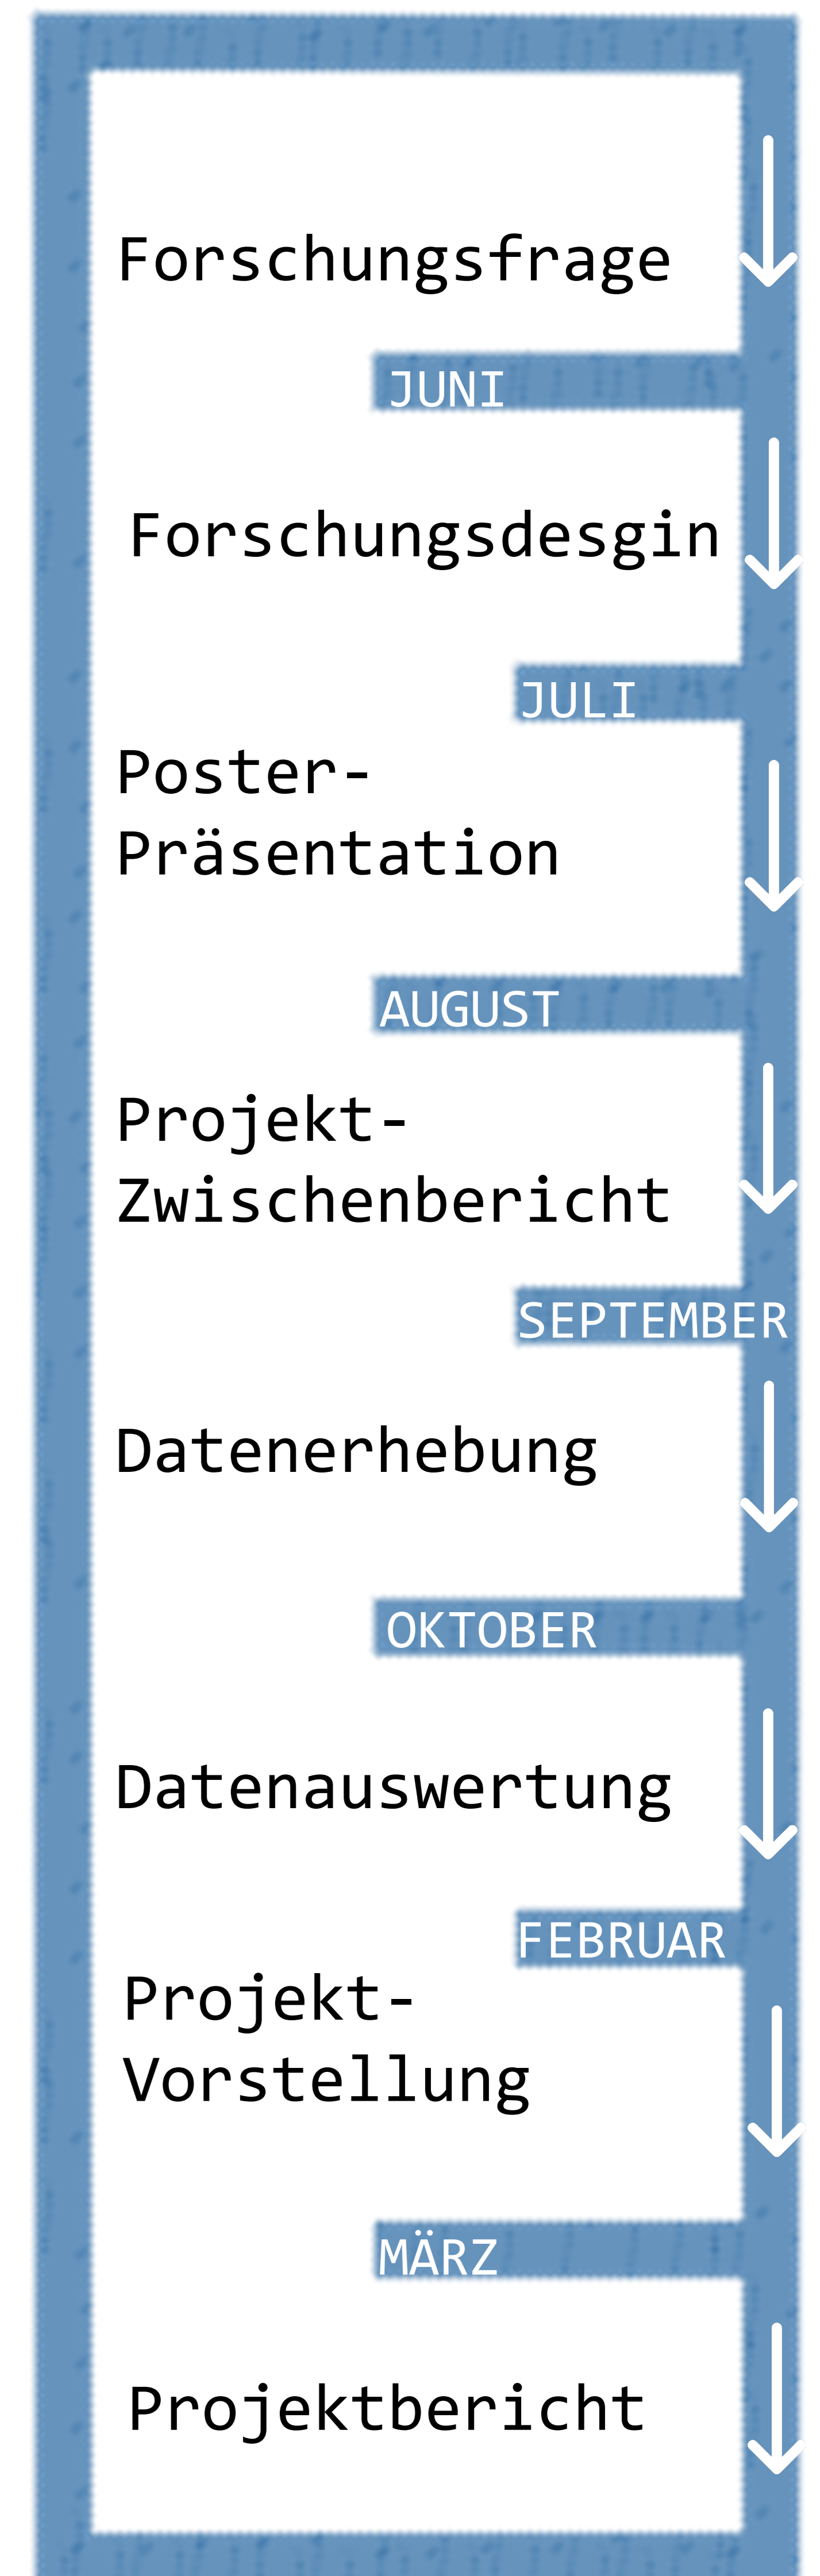 Forschungsfrage
JUNI
Forschungsdesgin
JULI
Poster-
Präsentation
AUGUST
Projekt-
Zwischenbericht
SEPTEMBER
Datenerhebung
OKTOBER
Datenauswertung
FEBRUAR
Projekt-
Vorstellung
MÄRZ
Projektbericht